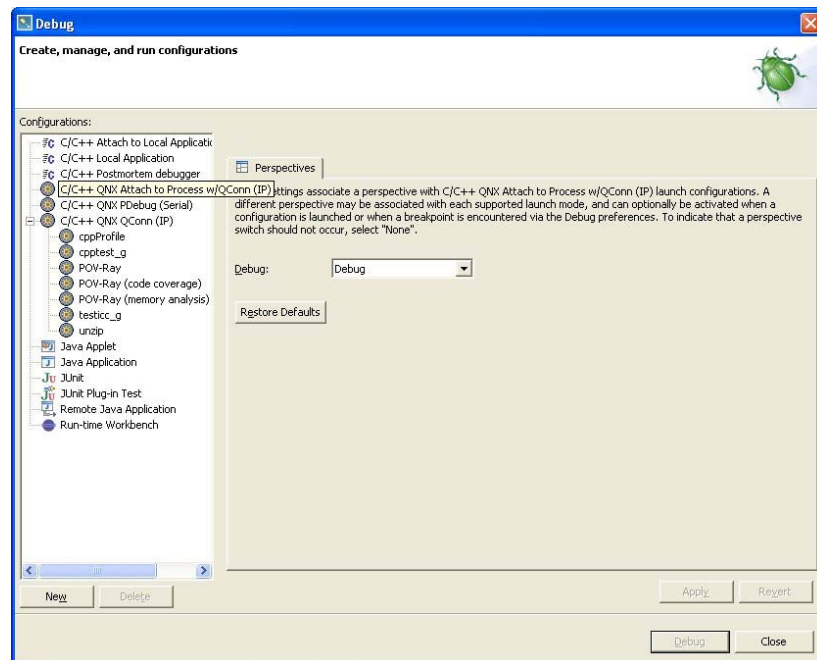 Debug
Create, manage, and run configurations
Configurations:
C/C++ Attach to Local Applicatic
C/C++ Local Application
C/C++ Postmortem debugger
C/C++ QNX Attach to Process w/QConn (IP)
C/C++ QNX PDebug (Serial)
C/C++ QNX QConn (IP)
cppProfile
cpptest_g
POV-Ray
POV-Ray (code coverage)
POV-Ray (memory analysis)
testicc_g
unzip
Java Applet
Java Application
JUnit
JUnit Plug-in Test
Remote Java Application
Run-time Workbench
New
Delete
Perspectives
ettings associate a perspective with C/C++ QNX Attach to Process w/QConn (IP) launch configurations. A
different perspective may be associated with each supported launch mode, and can optionally be activated when a
configuration is launched or when a breakpoint is encountered via the Debug preferences. To indicate that a perspective
switch should not occur, select "None".
Debug:
Debug
Restore Defaults
Apply
Revert
Debug
Close